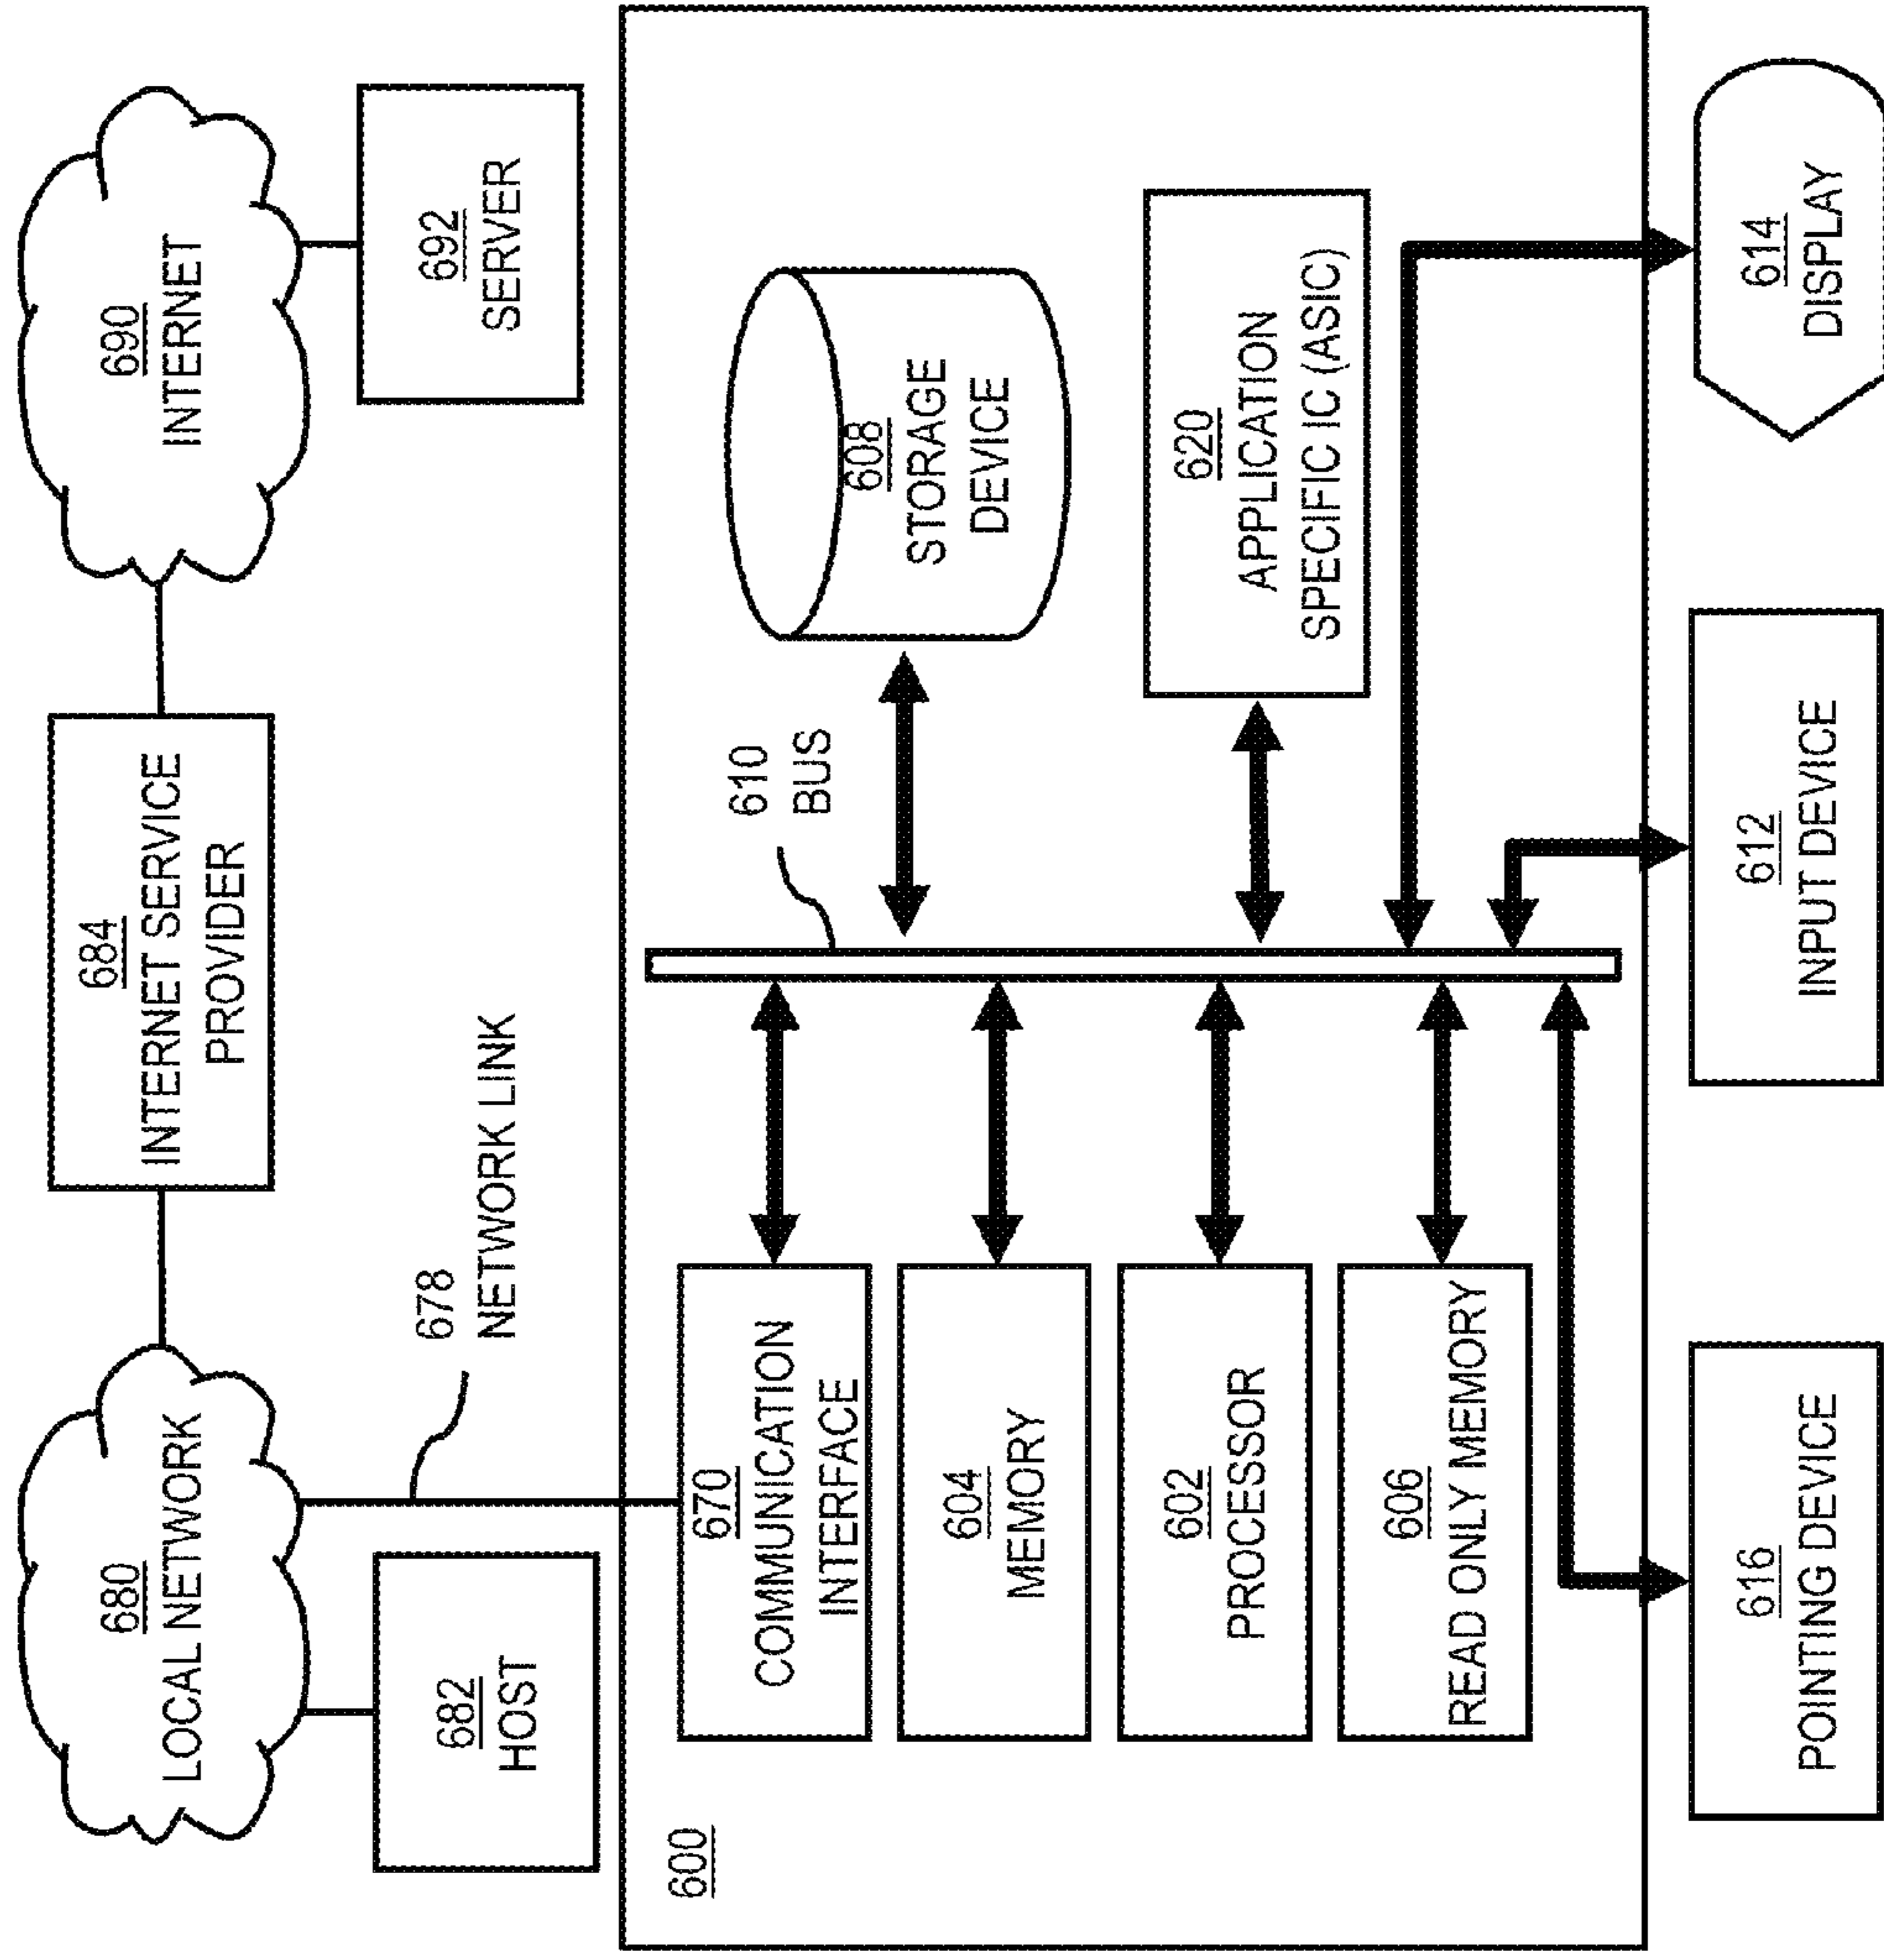 680
LOCAL NETWORK
684
INTERNET SERVICE
PROVIDER
690
INTERNET
682
HOST
678
NETWORK LINK
692
SERVER
600
670
COMMUNICATION
INTERFACE
610
BUS
608
STORAGE
DEVICE
604
MEMORY
602
PROCESSOR
620
APPLICATION
SPECIFIC IC (ASIC)
606
READ ONLY MEMORY
616
POINTING DEVICE
612
INPUT DEVICE
614
DISPLAY